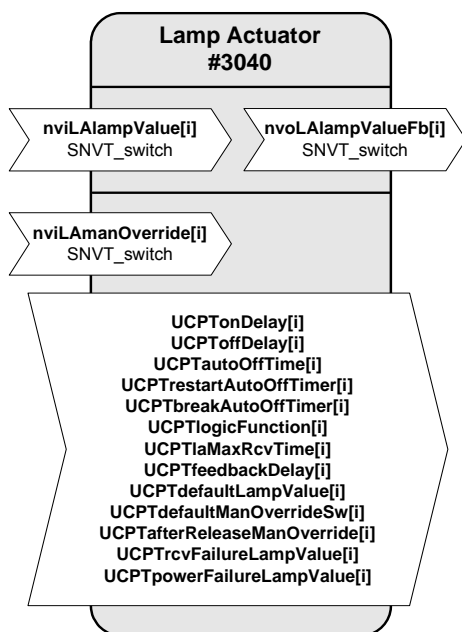 Lamp Actuator
#3040
nviLAlampValue[i]
SNVT_switch
nvoLAlampValueFb[i]
SNVT_switch
nviLAmanOverride[i]
SNVT_switch
UCPTonDelay[i]
UCPToffDelay[i]
UCPTautoOffTime[i]
UCPTrestartAutoOffTimer[i]
UCPTbreakAutoOffTimer[i]
UCPTlogicFunction[i]
UCPTlaMaxRcvTime[i]
UCPTfeedbackDelay[i]
UCPTdefaultLampValue[i]
UCPTdefaultManOverrideSw[i]
UCPTafterReleaseManOverride[i]
UCPTrcvFailureLampValue[i]
UCPTpowerFailureLampValue[i]